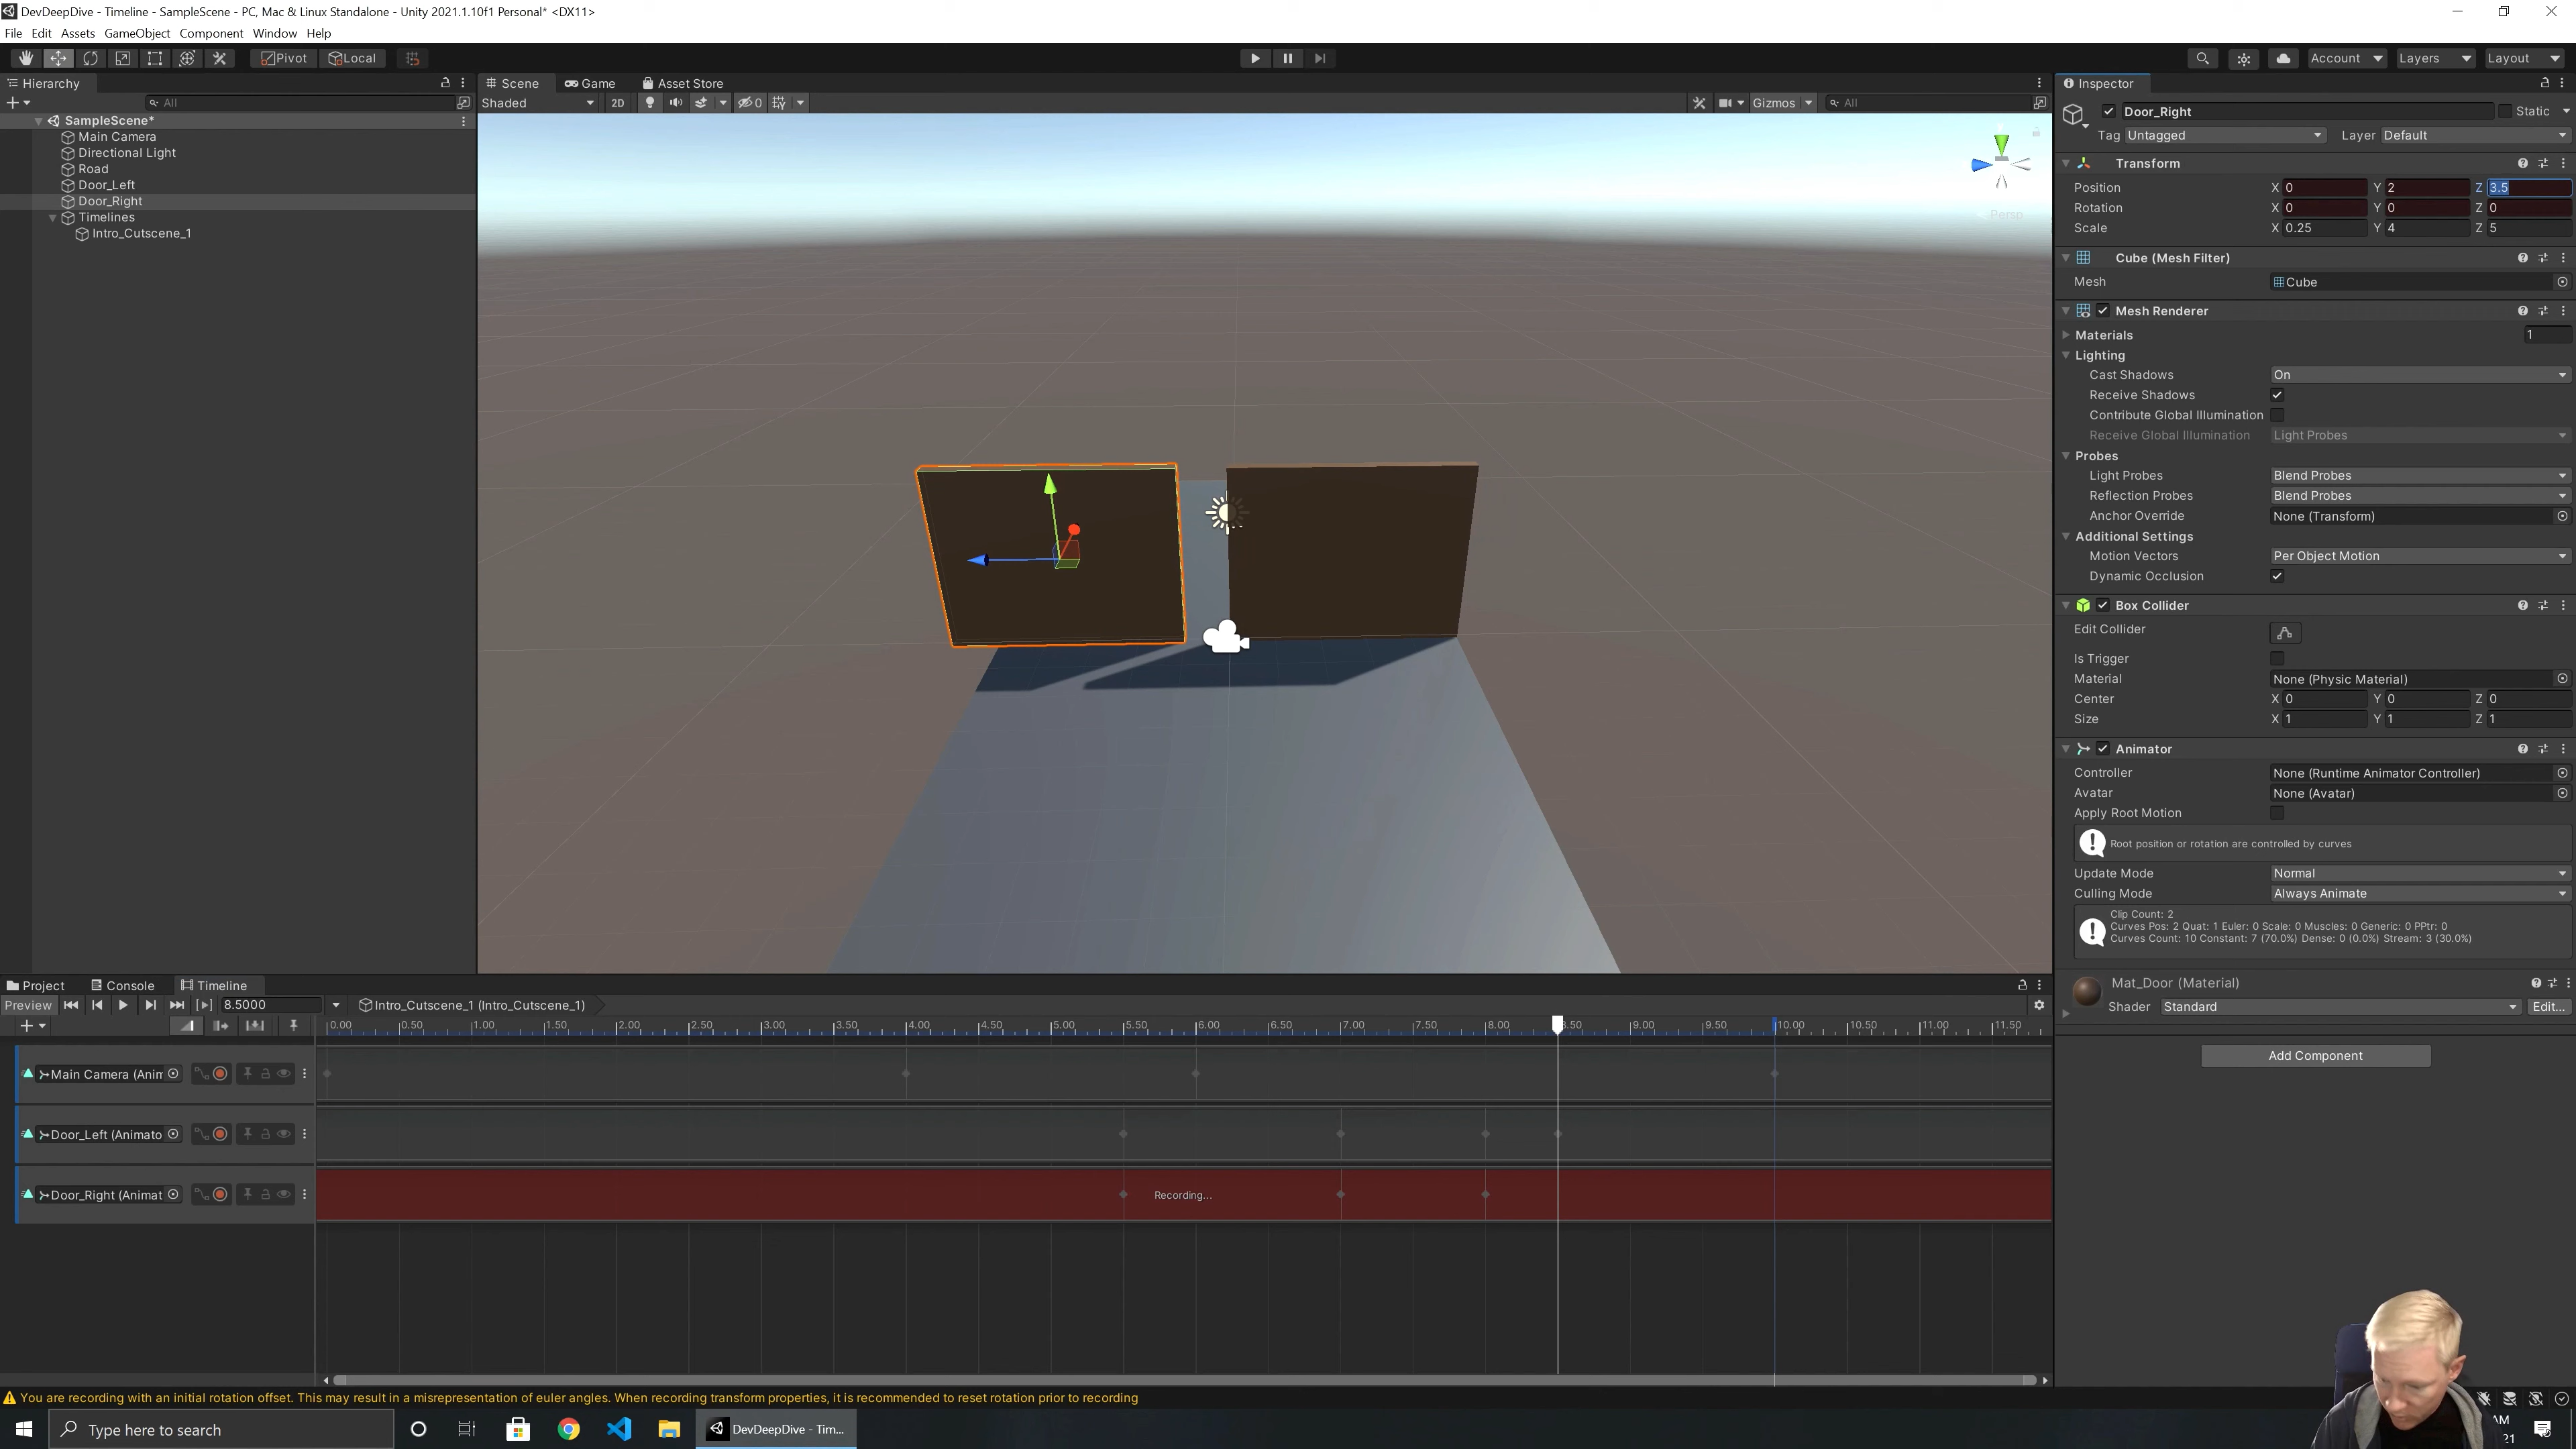 DevDeepDive - Timeline - SampleScene - PC, Mac & Linux Standalone - Unity 2021.1.10f1 Personal* <DX11>
File Edit Assets GameObject Component Window Help
Pivot Local Account Layers Layout
Hierarchy
All
SampleScene*
Main Camera
Directional Light
Road
Door_Left
Door_Right
Timelines
Intro_Cutscene_1
Scene Game Asset Store
Shaded 2D 0 Gizmos All
Persp
Inspector
Door_Right Static
Tag Untagged Layer Default
Transform
Position X 0 Y 2 Z 3.5
Rotation X 0 Y 0 Z 0
Scale X 0.25 Y 4 Z 5
Cube (Mesh Filter)
Mesh Cube
Mesh Renderer
Materials 1
Lighting
Cast Shadows On
Receive Shadows
Contribute Global Illumination
Receive Global Illumination Light Probes
Probes
Light Probes Blend Probes
Reflection Probes Blend Probes
Anchor Override None (Transform)
Additional Settings
Motion Vectors Per Object Motion
Dynamic Occlusion
Box Collider
Edit Collider
Is Trigger
Material None (Physic Material)
Center X 0 Y 0 Z 0
Size X 1 Y 1 Z 1
Animator
Controller None (Runtime Animator Controller)
Avatar None (Avatar)
Apply Root Motion
Root position or rotation are controlled by curves
Update Mode Normal
Culling Mode Always Animate
Clip Count: 2
Curves Pos: 2 Quat: 1 Euler: 0 Scale: 0 Muscles: 0 Generic: 0 PPtr: 0
Curves Count: 10 Constant: 7 (70.0%) Dense: 0 (0.0%) Stream: 3 (30.0%)
Mat_Door (Material)
Shader Standard Edit...
Add Component
Project Console Timeline
Preview 8.5000 Intro_Cutscene_1 (Intro_Cutscene_1)
0.00 0.50 1.00 1.50 2.00 2.50 3.00 3.50 4.00 4.50 5.00 5.50 6.00 6.50 7.00 7.50 8.00 8.50 9.00 9.50 10.00 10.50 11.00 11.50
Main Camera (Anim
Door_Left (Animato
Door_Right (Animat
Recording...
You are recording with an initial rotation offset. This may result in a misrepresentation of euler angles. When recording transform properties, it is recommended to reset rotation prior to recording
Type here to search
DevDeepDive - Tim...
AM
21